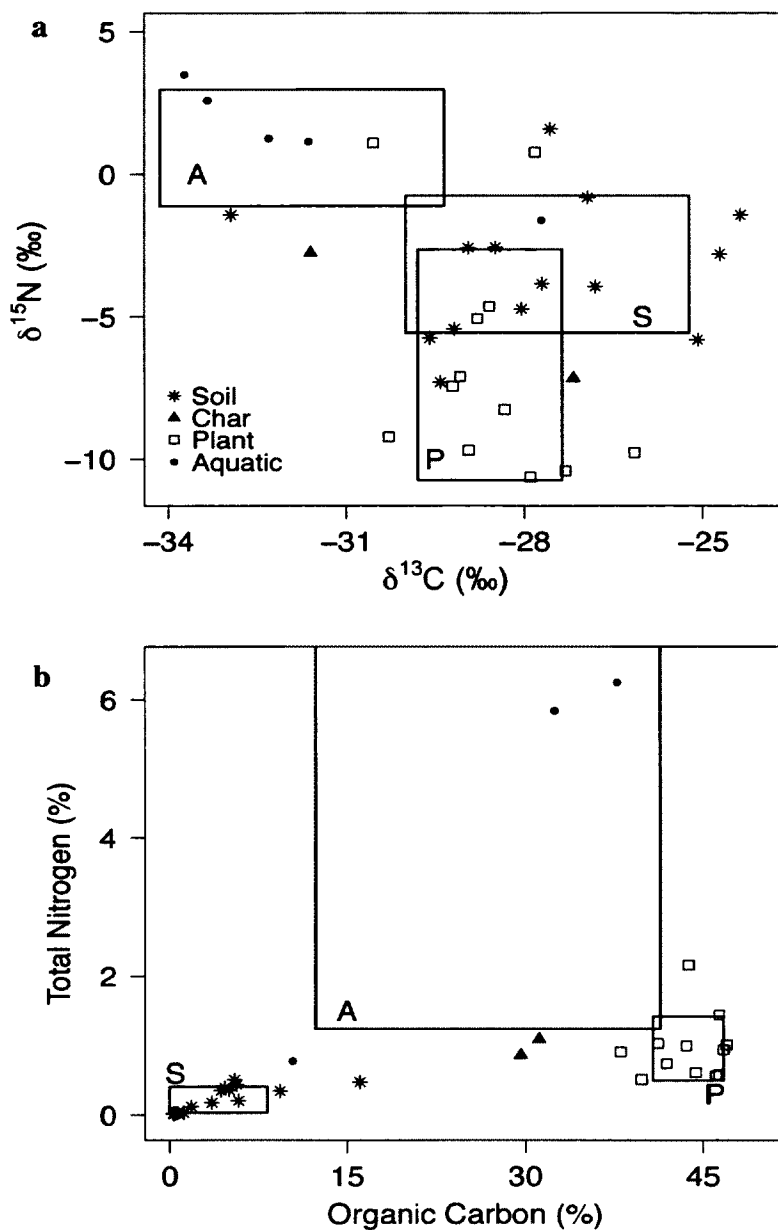 a
5
0
−5
−10
δ15N (‰)
A
S
P
Soil
Char
Plant
Aquatic
−34 −31 −28 −25
δ13C (‰)
b
6
4
2
0
Total Nitrogen (%)
A
S
P
0 15 30 45
Organic Carbon (%)